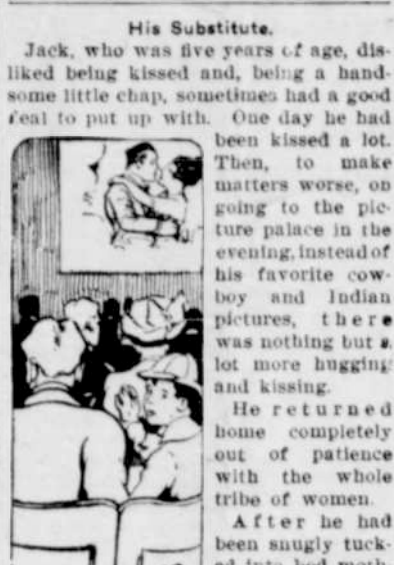 His Substitute.
Jack, who was five years of age, dis-
liked being kissed and, being a hand-
some little chap, sometimes had a good
deal to put up with. One day he had
been kissed a lot.
Then, to make
matters worse, on
going to the pic-
ture palace in the
evening, instead of
his favorite cow-
boy and Indian
pictures, there
was nothing but a
lot more hugging
and kissing.
He returned
home completely
out of patience
with the whole
tribe of women.
After he had
been snugly tuck-
ed into bed moth-